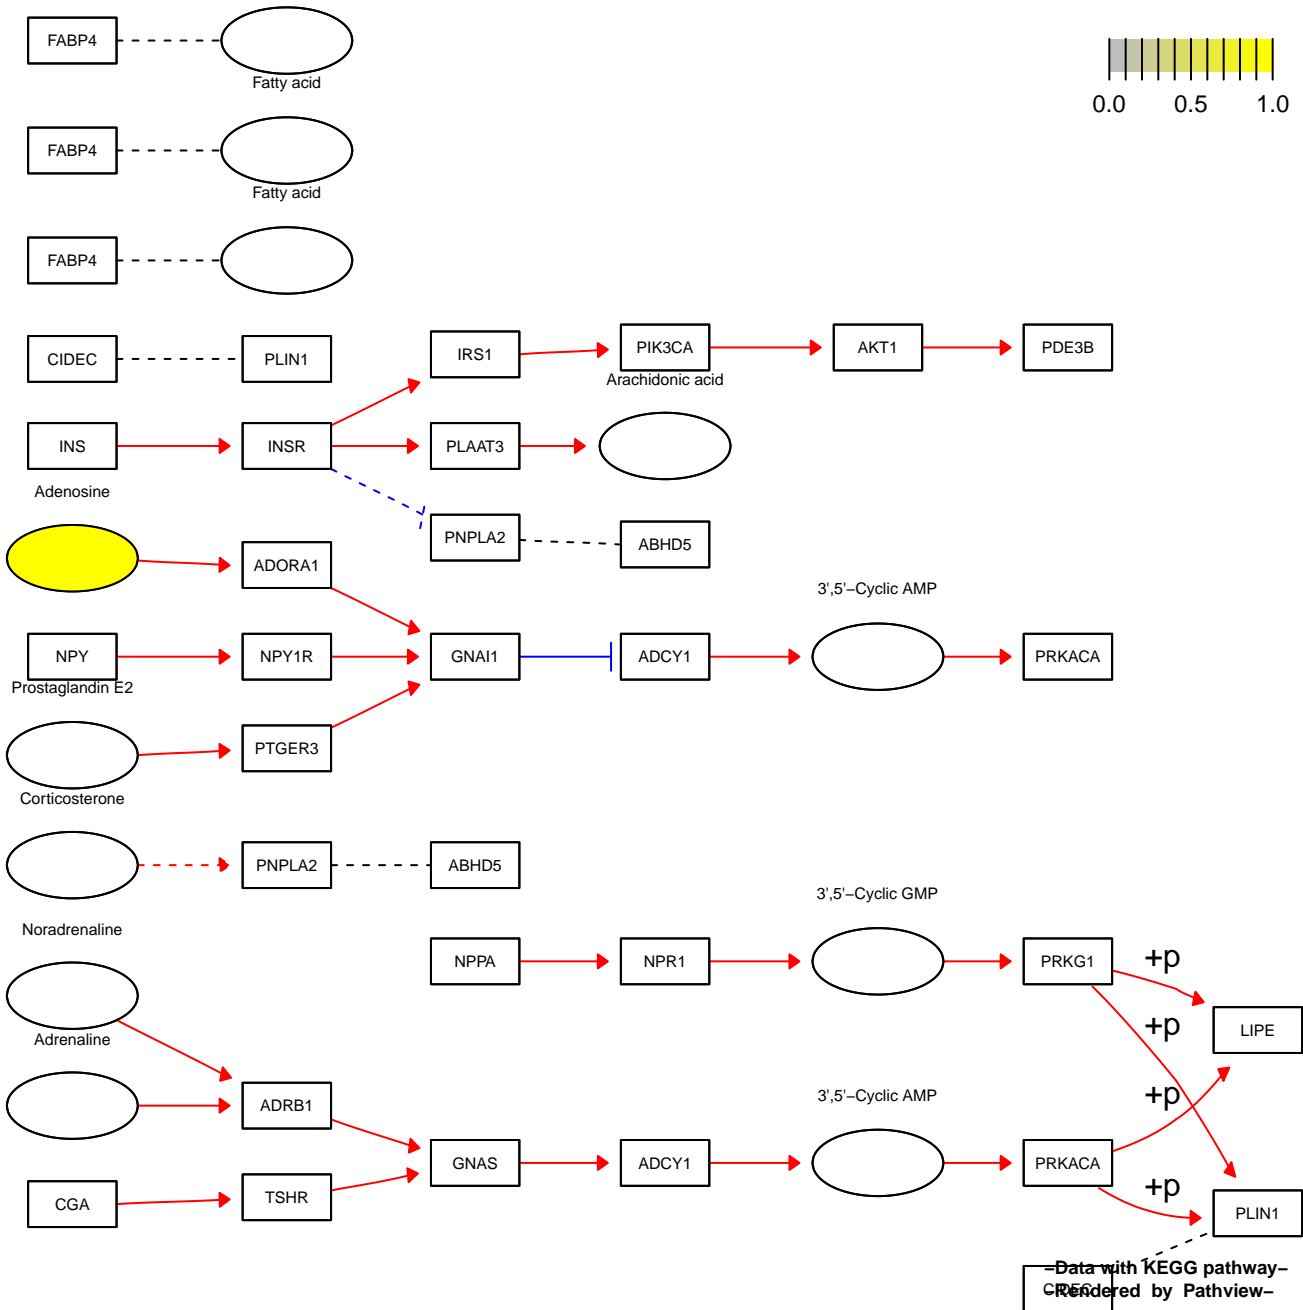 FABP4
Fatty acid
0.0 0.5 1.0
FABP4
Fatty acid
FABP4
CIDEC PLIN1 IRS1 PIK3CA AKT1 PDE3B
Arachidonic acid
INS INSR PLAAT3
Adenosine
PNPLA2 ABHD5
ADORA1
3',5'−Cyclic AMP
NPY NPY1R GNAI1 ADCY1 PRKACA
Prostaglandin E2
PTGER3
Corticosterone
PNPLA2 ABHD5
3',5'−Cyclic GMP
Noradrenaline
NPPA NPR1 PRKG1 +p
+p LIPE
Adrenaline
3',5'−Cyclic AMP +p
ADRB1
GNAS ADCY1 PRKACA
+p
CGA TSHR PLIN1
−Data with KEGG pathway−
CIDEC
−Rendered by Pathview−